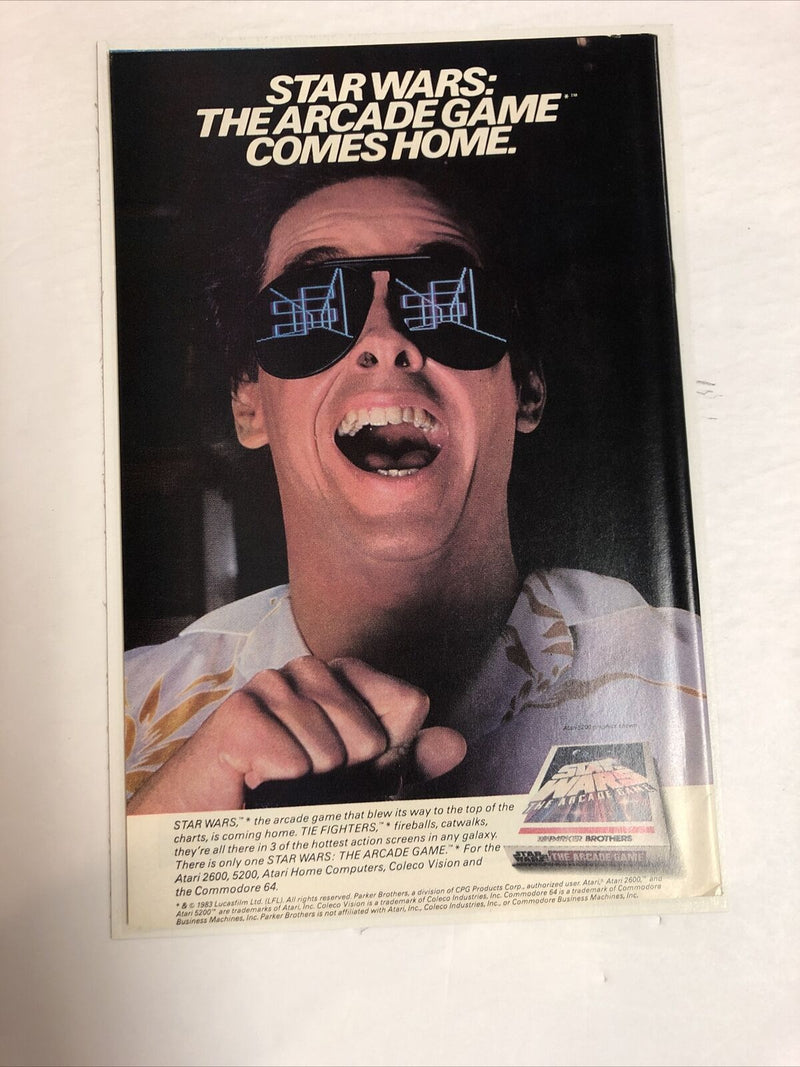 STAR WARS:
THE ARCADE GAME*™
COMES HOME.
Atari 5200 graphics shown
STAR WARS
THE ARCADE GAME
PARKER BROTHERS
STAR WARS THE ARCADE GAME
STAR WARS,™* the arcade game that blew its way to the top of the
charts, is coming home. TIE FIGHTERS,™* fireballs, catwalks,
they're all there in 3 of the hottest action screens in any galaxy.
There is only one STAR WARS: THE ARCADE GAME.™* For the
Atari 2600, 5200, Atari Home Computers, Coleco Vision and
the Commodore 64.
* & © 1983 Lucasfilm Ltd. (LFL). All rights reserved. Parker Brothers, a division of CPG Products Corp., authorized user. Atari,® Atari 2600,™ and
Atari 5200™ are trademarks of Atari, Inc. Coleco Vision is a trademark of Coleco Industries, Inc. Commodore 64 is a trademark of Commodore
Business Machines, Inc. Parker Brothers is not affiliated with Atari, Inc., Coleco Industries, Inc., or Commodore Business Machines, Inc.